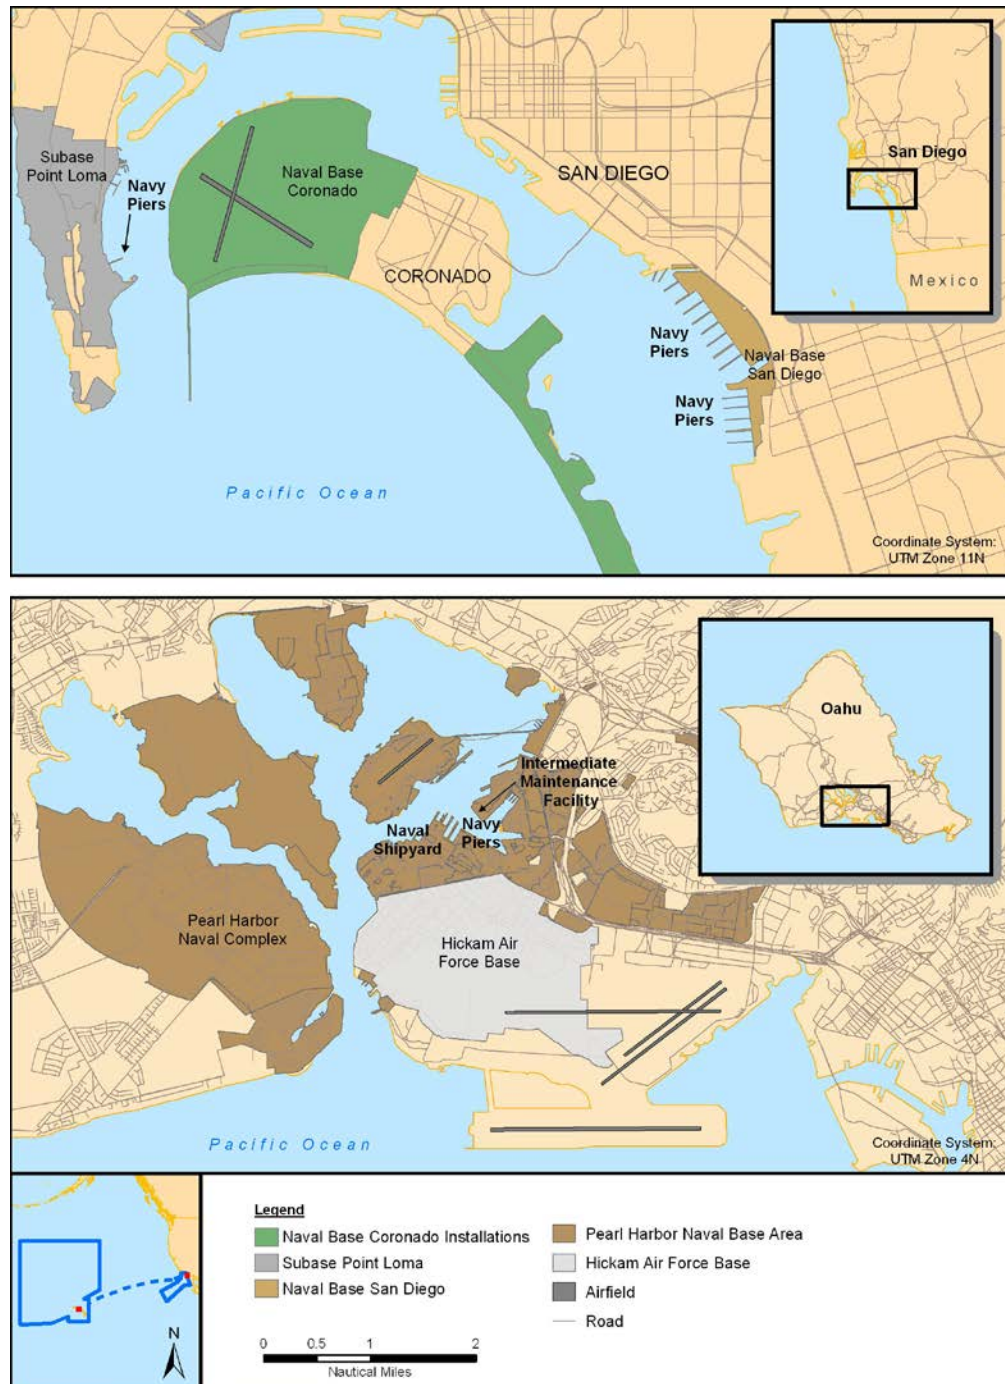 Subase
Point Loma
Navy
Piers
Naval Base
Coronado
SAN DIEGO
CORONADO
Navy
Piers
Naval Base
San Diego
Navy
Piers
Pacific Ocean
San Diego
Mexico
Coordinate System:
UTM Zone 11N
Oahu
Intermediate
Maintenance
Facility
Naval
Shipyard
Navy
Piers
Pearl Harbor
Naval Complex
Hickam Air
Force Base
Pacific Ocean
Coordinate System:
UTM Zone 4N
N
Legend
Naval Base Coronado Installations
Subase Point Loma
Naval Base San Diego
Pearl Harbor Naval Base Area
Hickam Air Force Base
Airfield
Road
0 0.5 1 2
Nautical Miles